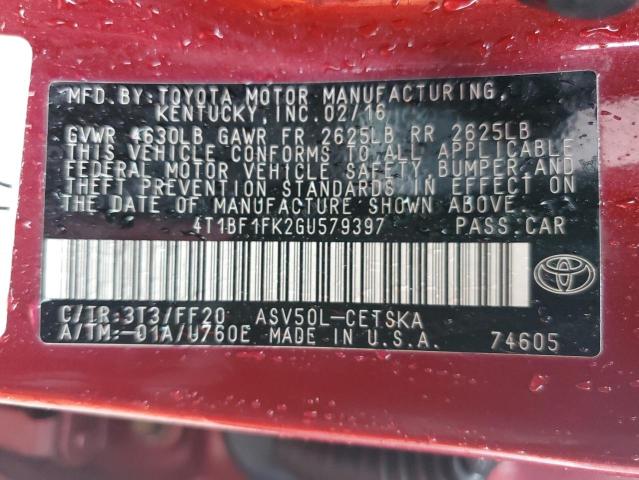 MFD.BY:TOYOTA MOTOR MANUFACTURING,
KENTUCKY,INC.02/16
GVWR 4630LB GAWR FR 2625LB RR 2625LB
THIS VEHICLE CONFORMS TO ALL APPLICABLE
FEDERAL MOTOR VEHICLE SAFETY,BUMPER,AND
THEFT PREVENTION STANDARDS IN EFFECT ON
THE DATE OF MANUFACTURE SHOWN ABOVE.
4T1BF1FK2GU579397 PASS.CAR
C/TR:3T3/FF20 ASV50L-CETSKA
A/TM:-01A/U760E MADE IN U.S.A. 74605